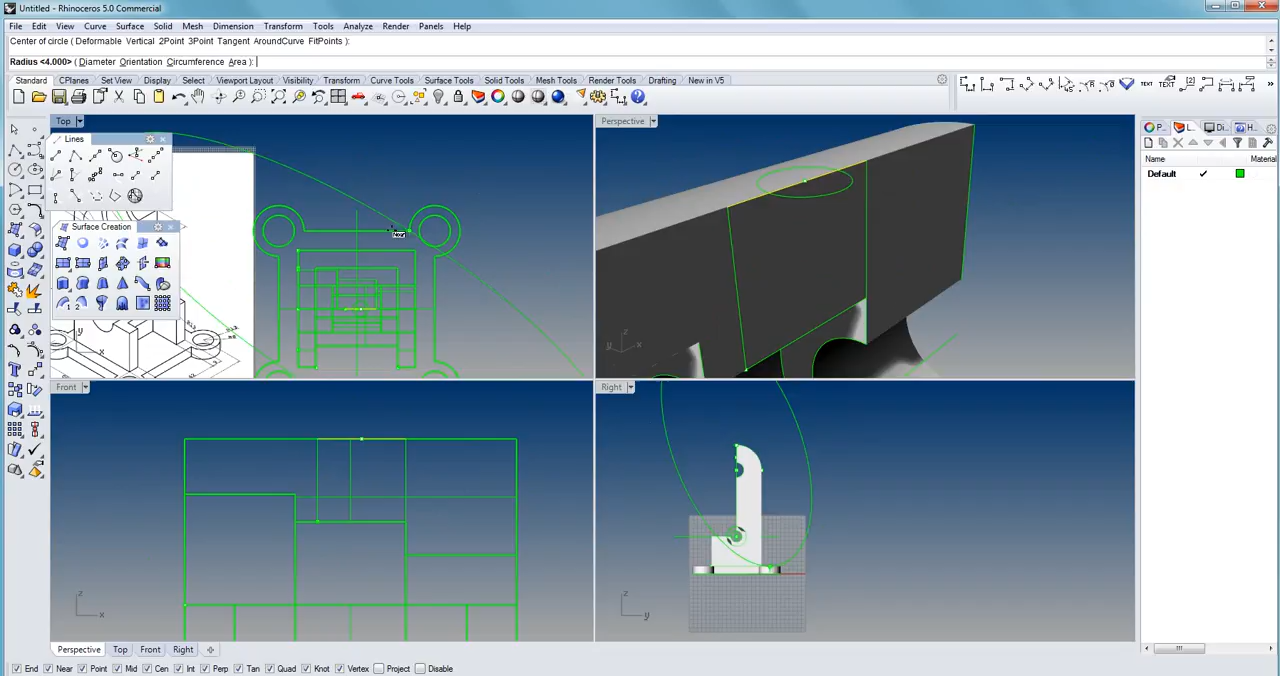 Untitled - Rhinoceros 5.0 Commercial
File Edit View Curve Surface Solid Mesh Dimension Transform Tools Analyze Render Panels Help
Center of circle ( Deformable Vertical 2Point 3Point Tangent AroundCurve FitPoints ):
Radius <4.000> ( Diameter Orientation Circumference Area ):
Standard CPlanes Set View Display Select Viewport Layout Visibility Transform Curve Tools Surface Tools Solid Tools Mesh Tools Render Tools Drafting New in V5
TEXT TEXT
Top
Perspective
P... L... Di... H...
Lines
Name Material
Default
Surface Creation
Near
y
x
z
y x
Front
Right
z
x
z
y
Perspective Top Front Right
End Near Point Mid Cen Int Perp Tan Quad Knot Vertex Project Disable